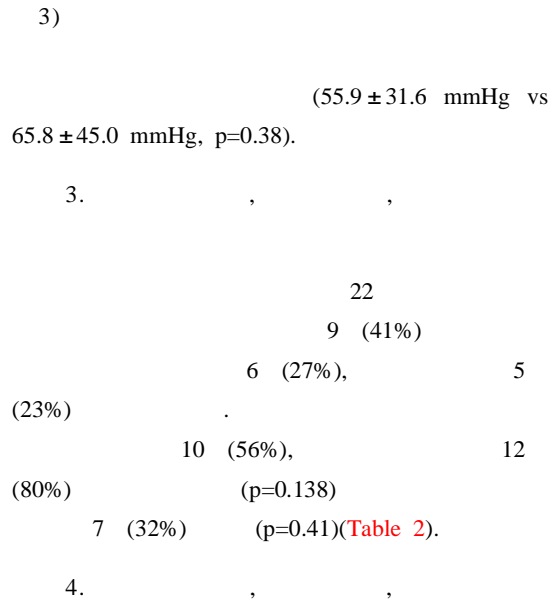 3)
(55.9 ± 31.6 mmHg vs
65.8 ± 45.0 mmHg, p=0.38).
3. , ,
22
9 (41%)
6 (27%), 5
(23%) .
10 (56%), 12
(80%) (p=0.138)
7 (32%) (p=0.41)(Table 2).
4. , ,